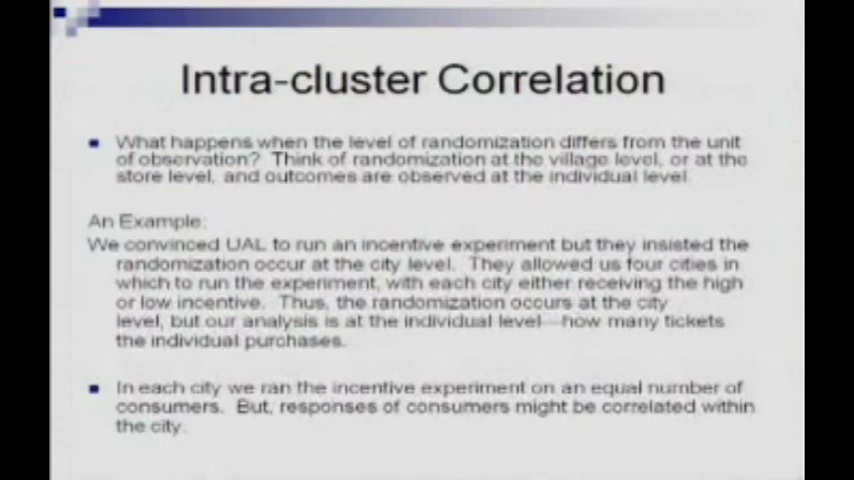 Intra-cluster Correlation
What happens when the level of randomization differs from the unit
of observation? Think of randomization at the village level, or at the
store level, and outcomes are observed at the individual level.
An Example:
We convinced UAL to run an incentive experiment but they insisted the
randomization occur at the city level. They allowed us four cities in
which to run the experiment, with each city either receiving the high
or low incentive. Thus, the randomization occurs at the city
level, but our analysis is at the individual level—how many tickets
the individual purchases.
In each city we ran the incentive experiment on an equal number of
consumers. But, responses of consumers might be correlated within
the city.